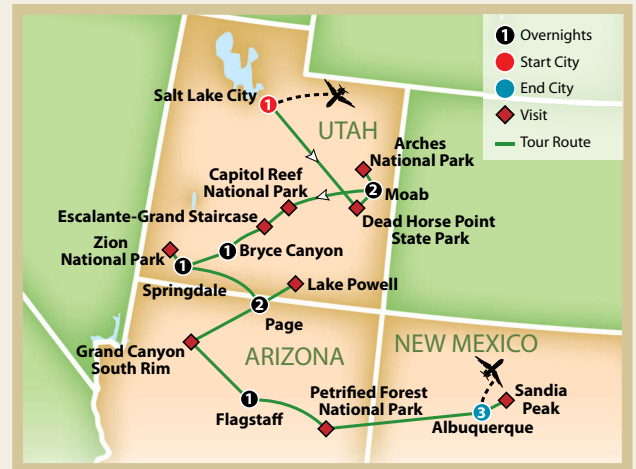 1 Overnights
Start City
End City
Visit
Tour Route
Salt Lake City
1
UTAH
Arches
National Park
Capitol Reef
National Park
2
Moab
Dead Horse Point
State Park
Escalante-Grand Staircase
Zion
National Park
1
Bryce Canyon
1
Springdale
Lake Powell
2
Page
Grand Canyon
South Rim
ARIZONA
NEW MEXICO
1
Flagstaff
Petrified Forest
National Park
Sandia
Peak
3
Albuquerque